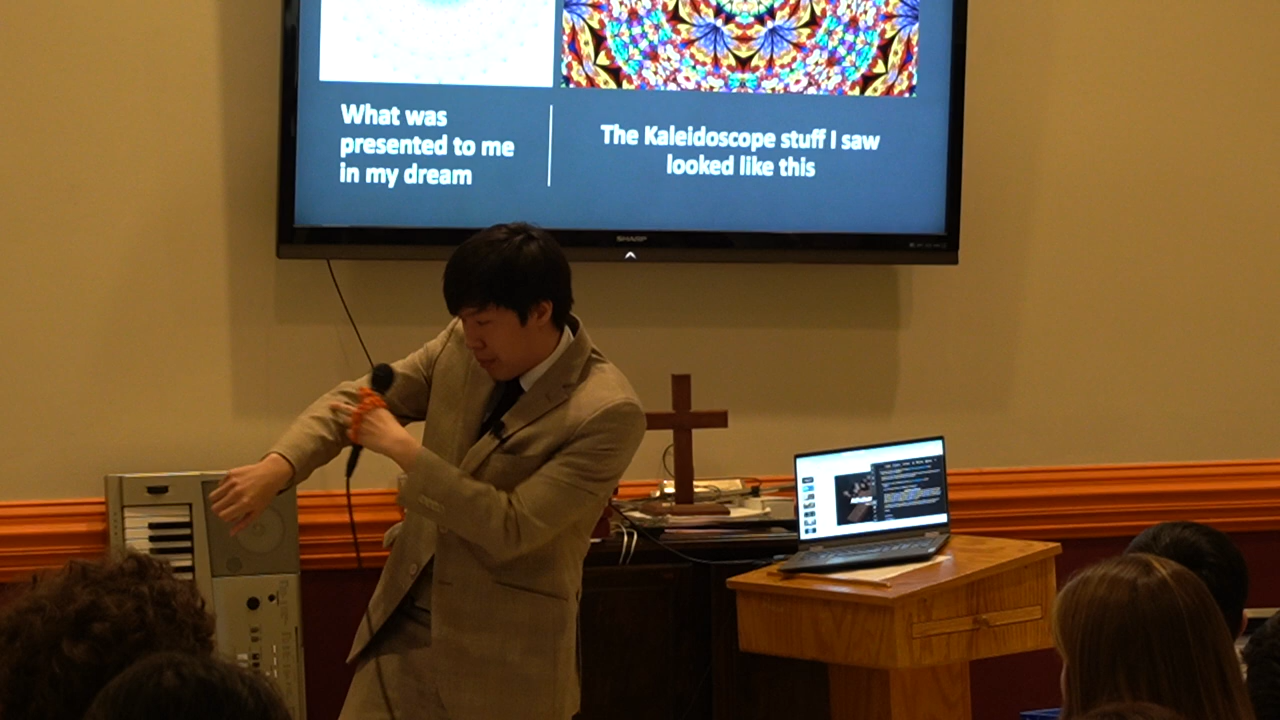 What was
presented to me
in my dream
The Kaleidoscope stuff I saw
looked like this
SHARP